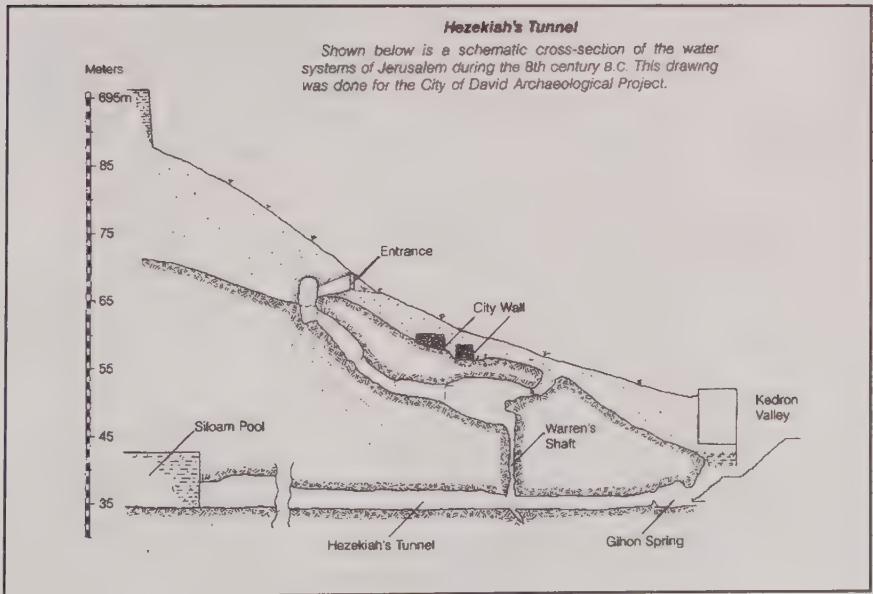 Hezekiah's Tunnel
Shown below is a schematic cross-section of the water
systems of Jerusalem during the 8th century B.C. This drawing
was done for the City of David Archaeological Project.
Meters
695m
85
75
Entrance
65
City Wall
55
Kedron
Valley
Siloam Pool
45
Warren's
Shaft
35
Hezekiah's Tunnel
Gihon Spring